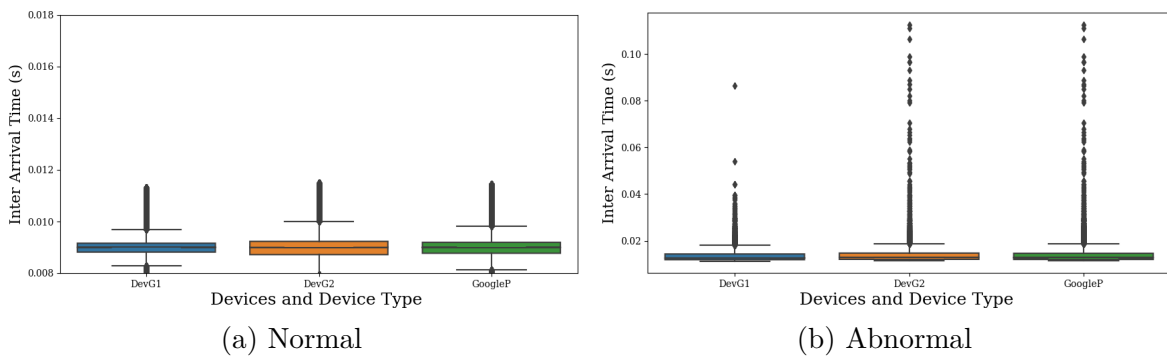 0.018
0.016
0.014
0.012
0.010
0.008
Inter Arrival Time (s)
DevG1 DevG2 GoogleP
Devices and Device Type
(a) Normal
0.10
0.08
0.06
0.04
0.02
Inter Arrival Time (s)
DevG1 DevG2 GoogleP
Devices and Device Type
(b) Abnormal